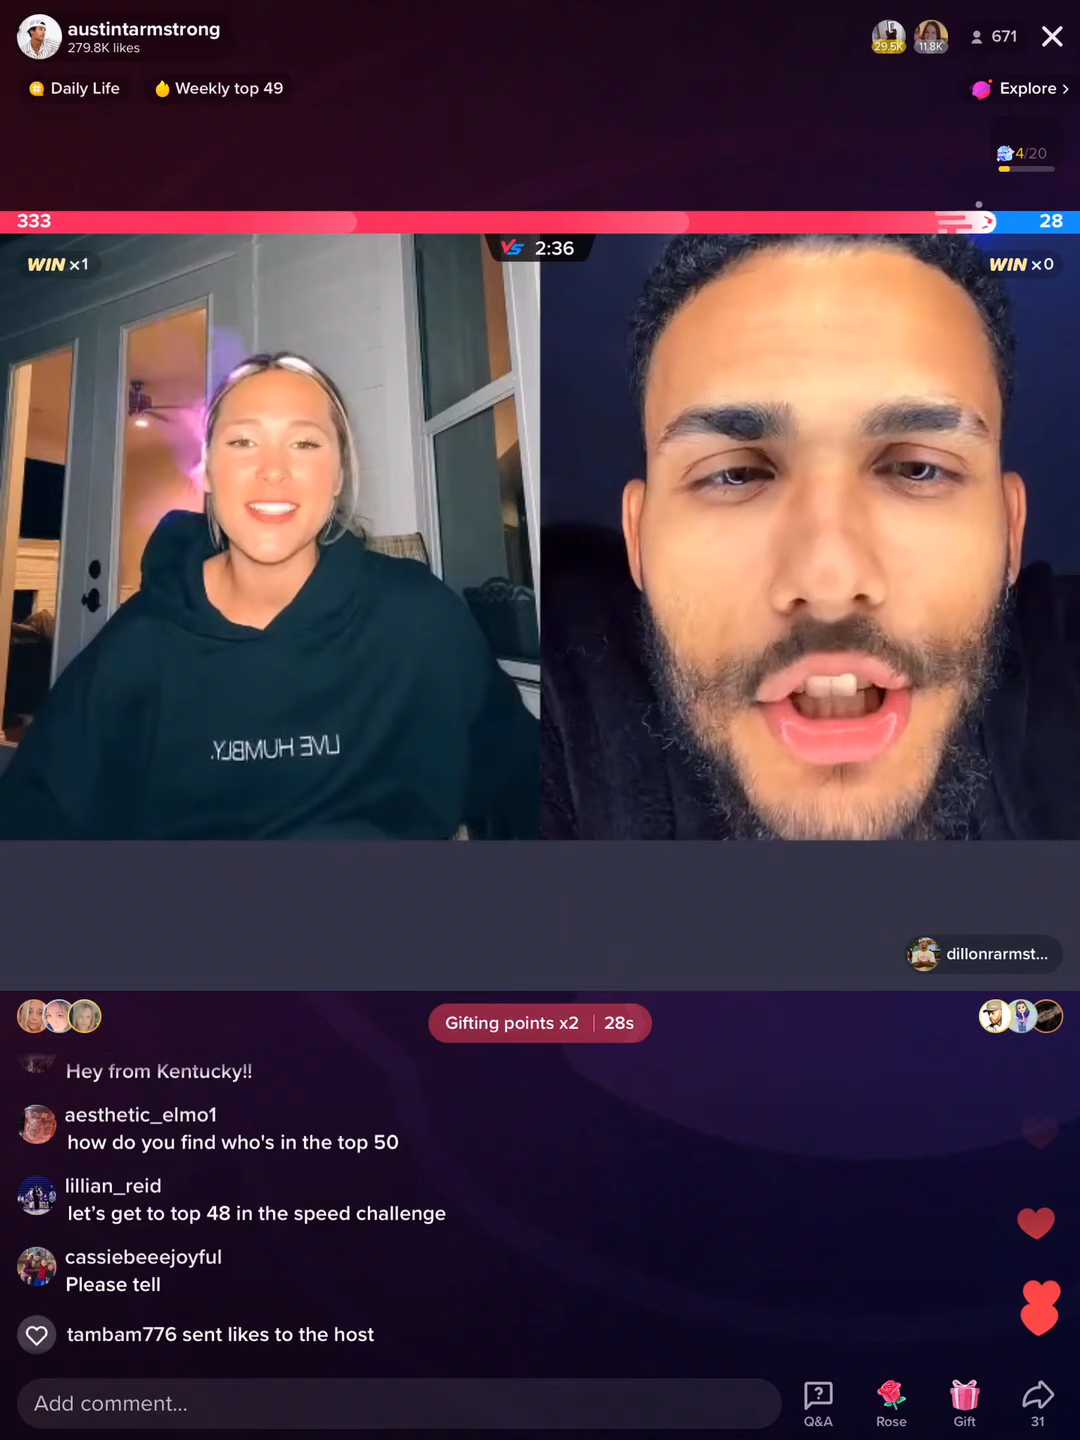 austintarmstrong
279.8K likes
29.5K
11.8K
671
Daily Life
Weekly top 49
Explore >
4/20
333
28
VS 2:36
WIN x1
WIN x0
LIVE HUMBLY.
dillonrarmst...
Gifting points x2 | 28s
Hey from Kentucky!!
aesthetic_elmo1
how do you find who's in the top 50
lillian_reid
let's get to top 48 in the speed challenge
cassiebeeejoyful
Please tell
tambam776 sent likes to the host
Add comment...
Q&A
Rose
Gift
31